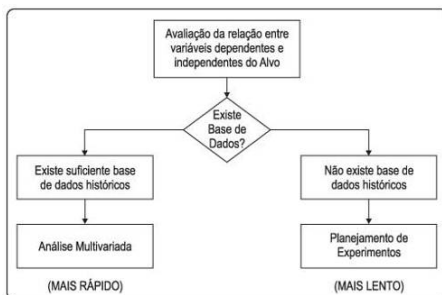 Avaliação da relação entre
variáveis dependentes e
independentes do Alvo
Existe
Base de
Dados?
Existe suficiente base
de dados históricos
Não existe base de
dados históricos
Análise Multivariada
Planejamento de
Experimentos
(MAIS RÁPIDO)
(MAIS LENTO)